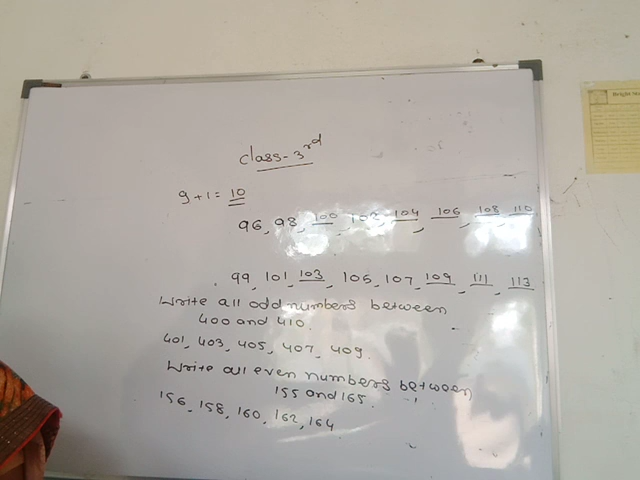 Class-3rd
9+1=10
96, 98, 100, 102, 104, 106, 108, 110
99, 101, 103, 105, 107, 109, 111, 113
Write all odd numbers between
400 and 410.
401, 403, 405, 407, 409.
Write all even numbers between
155 and 165.
156, 158, 160, 162, 164